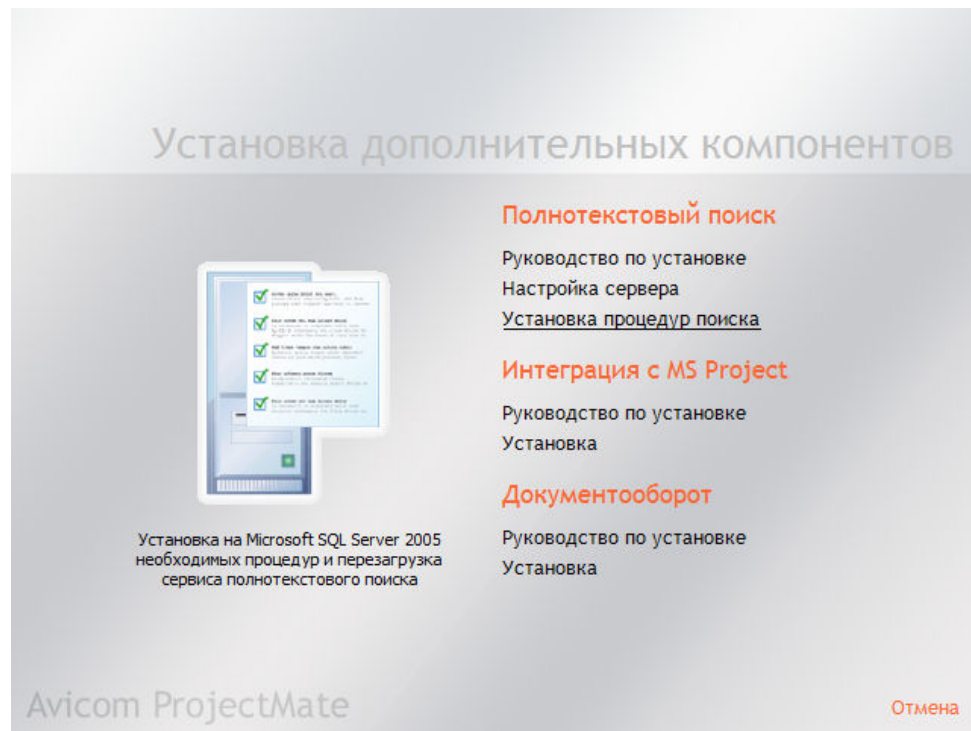 Установка дополнительных компонентов
Полнотекстовый поиск
Руководство по установке
Настройка сервера
Установка процедур поиска
Интеграция с MS Project
Руководство по установке
Установка
Документооборот
Руководство по установке
Установка
Установка на Microsoft SQL Server 2005
необходимых процедур и перезагрузка
сервиса полнотекстового поиска
Avicom ProjectMate
Отмена